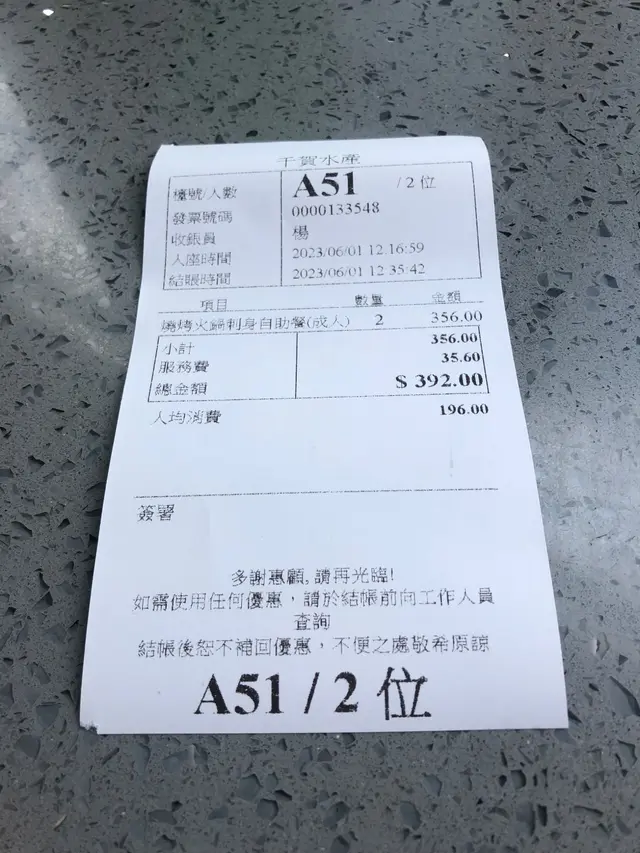 千賀水產
檯號/人數 A51 /2 位
發票號碼 0000133548
收銀員 楊
入座時間 2023/06/01 12:16:59
結賬時間 2023/06/01 12:35:42
項目 數量 金額
燒烤火鍋刺身自助餐(成人) 2 356.00
小計 356.00
服務費 35.60
總金額 $ 392.00
人均消費 196.00
簽署
多謝惠顧,請再光臨!
如需使用任何優惠,請於結帳前向工作人員
查詢
結帳後恕不補回優惠,不便之處敬希原諒
A51 / 2 位